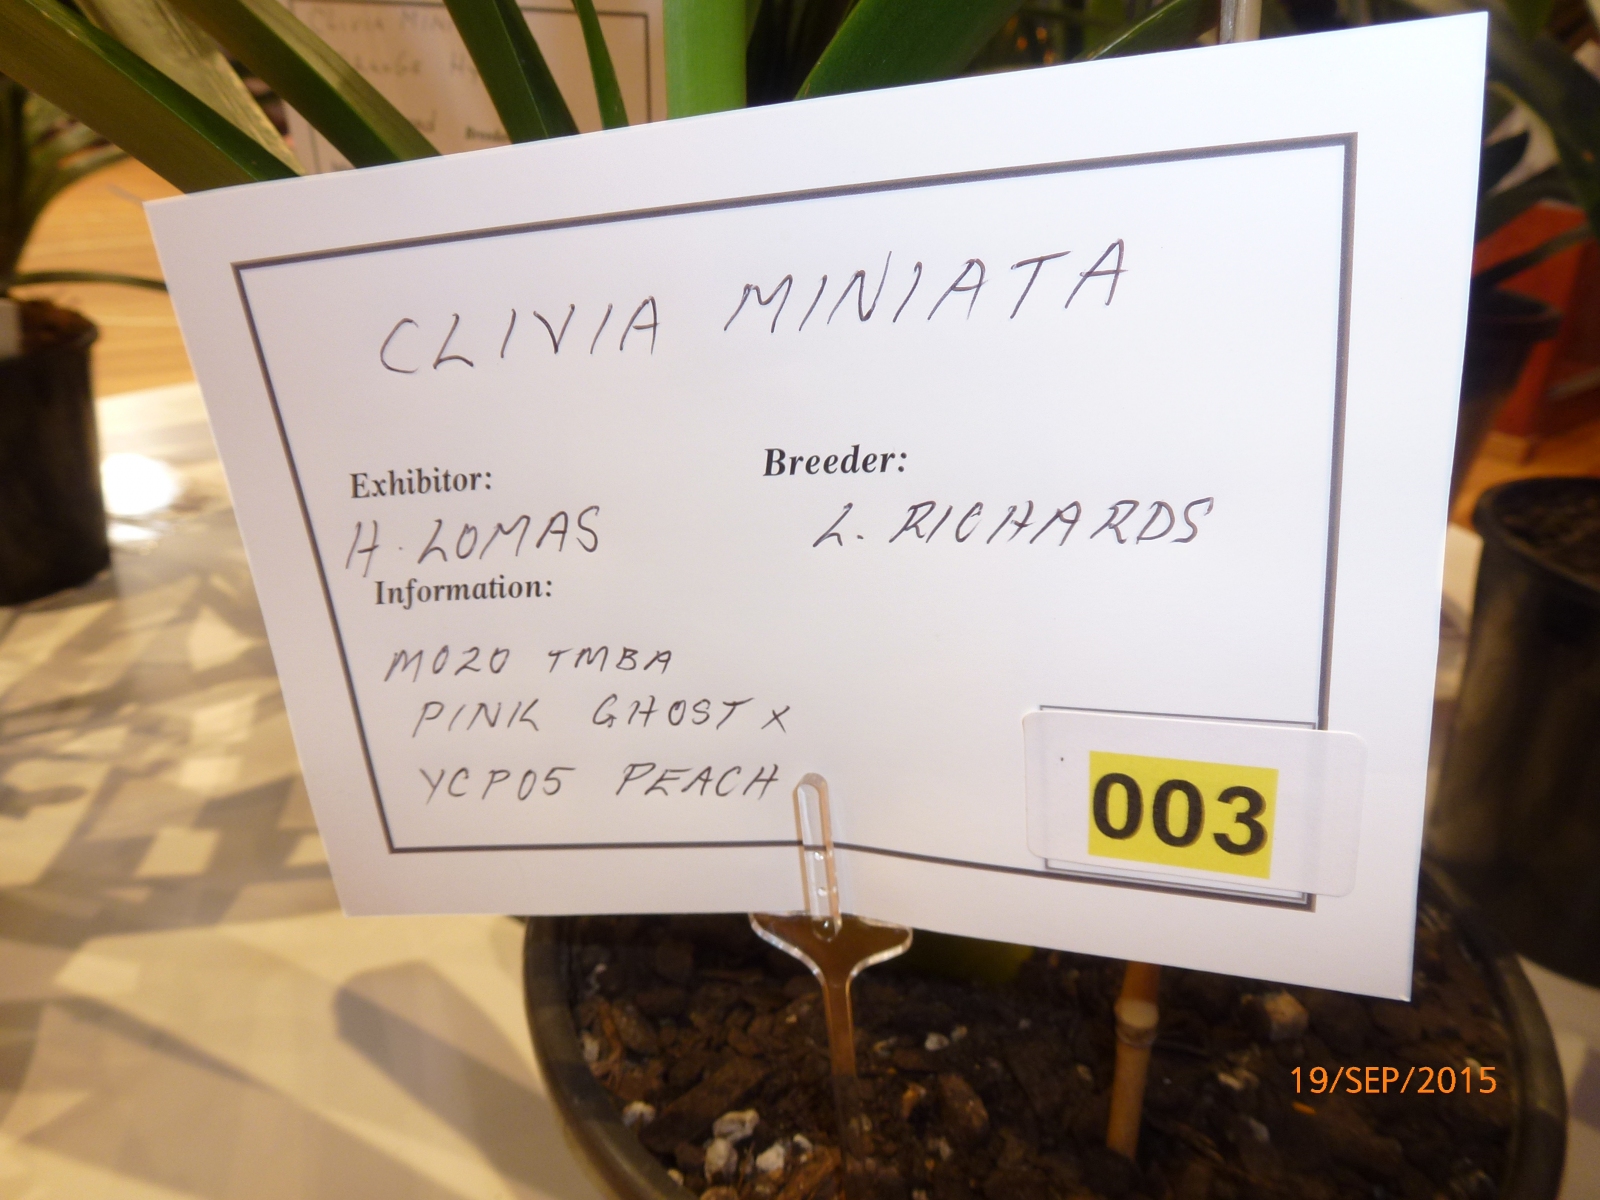 CLIVIA MINIATA
Exhibitor:
H. LOMAS
Breeder:
L. RICHARDS
Information:
M020 TMBA
PINK GHOST X
YCP05 PEACH
003
19/SEP/2015